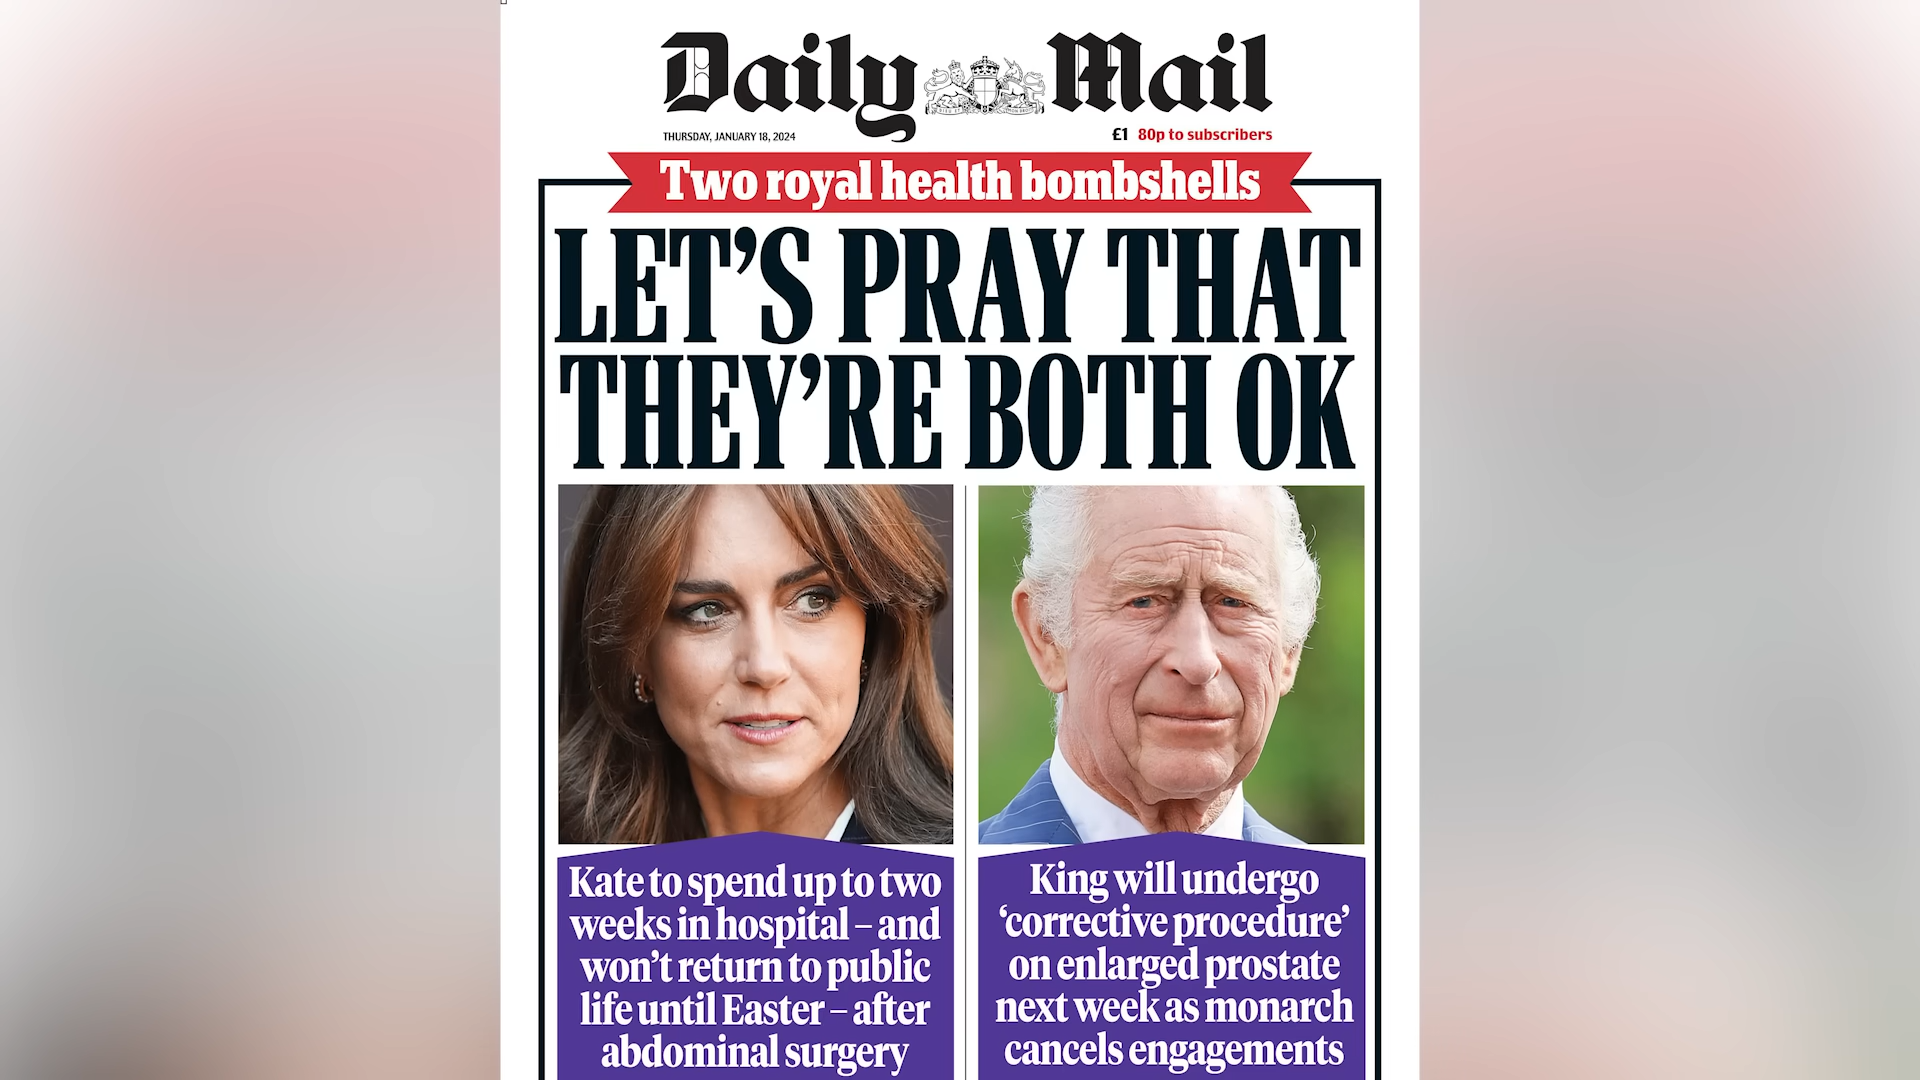 Daily Mail
THURSDAY, JANUARY 18, 2024
£1 80p to subscribers
Two royal health bombshells
LET’S PRAY THAT
THEY’RE BOTH OK
Kate to spend up to two
weeks in hospital – and
won’t return to public
life until Easter – after
abdominal surgery
King will undergo
‘corrective procedure’
on enlarged prostate
next week as monarch
cancels engagements